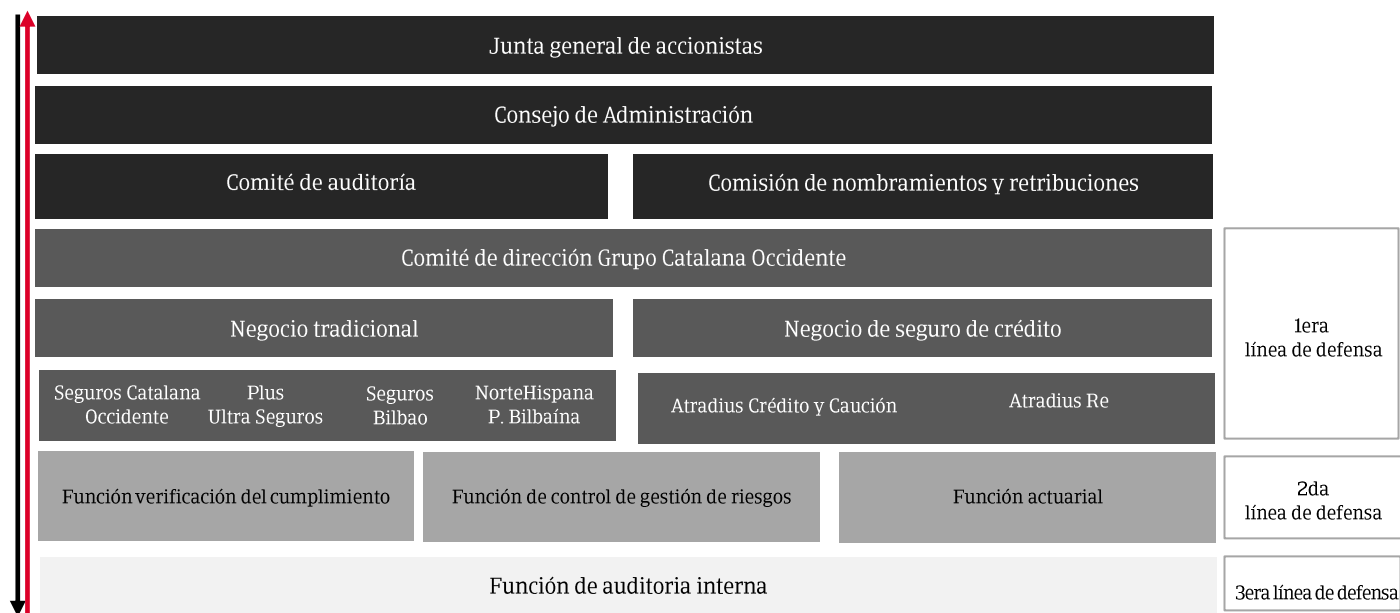 Junta general de accionistas
Consejo de Administración
Comité de auditoría
Comisión de nombramientos y retribuciones
Comité de dirección Grupo Catalana Occidente
Negocio tradicional
Negocio de seguro de crédito
1era
línea de defensa
Seguros Catalana
Occidente
Plus
Ultra Seguros
Seguros
Bilbao
NorteHispana
P. Bilbaína
Atradius Crédito y Caución
Atradius Re
Función verificación del cumplimiento
Función de control de gestión de riesgos
Función actuarial
2da
línea de defensa
Función de auditoria interna
3era línea de defensa